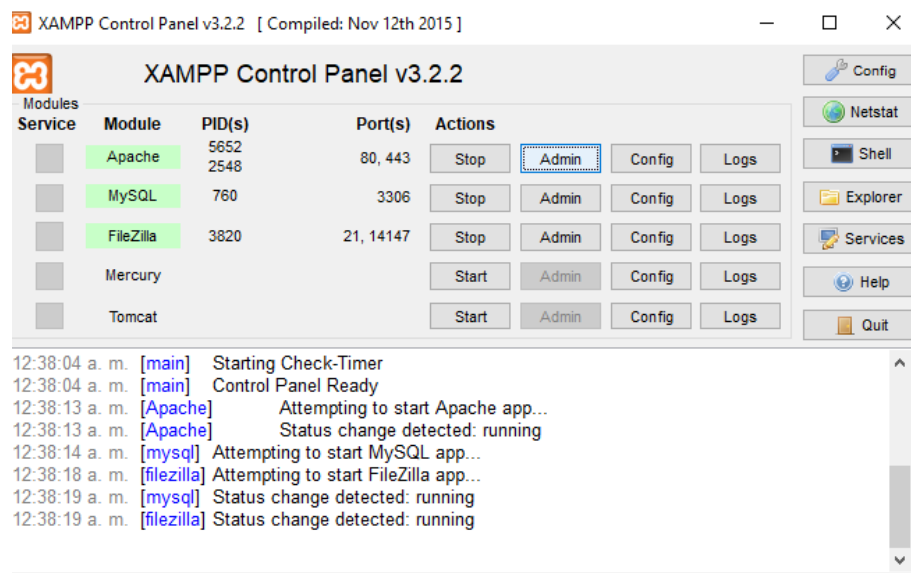 XAMPP Control Panel v3.2.2 [ Compiled: Nov 12th 2015 ]
XAMPP Control Panel v3.2.2
Config
Modules
Service Module PID(s) Port(s) Actions
Netstat
Apache 5652 2548 80, 443 Stop Admin Config Logs
Shell
MySQL 760 3306 Stop Admin Config Logs
Explorer
FileZilla 3820 21, 14147 Stop Admin Config Logs
Services
Mercury Start Admin Config Logs
Help
Tomcat Start Admin Config Logs
Quit
12:38:04 a. m. [main] Starting Check-Timer
12:38:04 a. m. [main] Control Panel Ready
12:38:13 a. m. [Apache] Attempting to start Apache app...
12:38:13 a. m. [Apache] Status change detected: running
12:38:14 a. m. [mysql] Attempting to start MySQL app...
12:38:18 a. m. [filezilla] Attempting to start FileZilla app...
12:38:19 a. m. [mysql] Status change detected: running
12:38:19 a. m. [filezilla] Status change detected: running